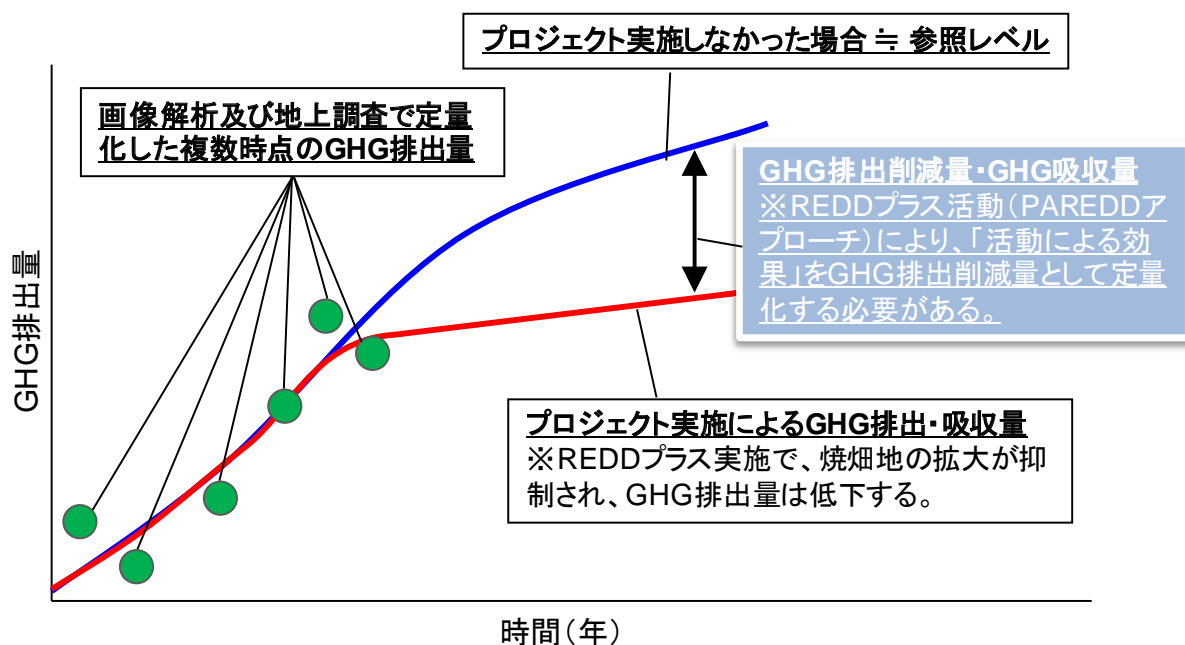 プロジェクト実施しなかった場合 ≒ 参照レベル
画像解析及び地上調査で定量
化した複数時点のGHG排出量
GHG排出削減量・GHG吸収量
※REDDプラス活動（PAREDDア
プローチ）により、「活動による効
果」をGHG排出削減量として定量
化する必要がある。
GHG排出量
プロジェクト実施によるGHG排出・吸収量
※REDDプラス実施で、焼畑地の拡大が抑
制され、GHG排出量は低下する。
時間（年）